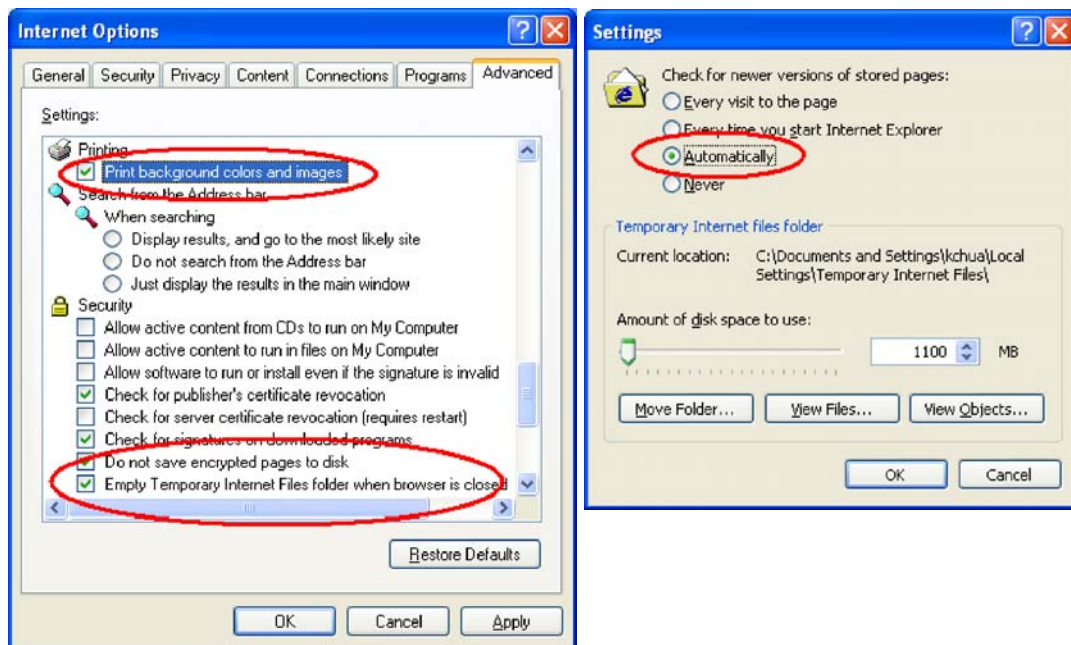 Internet Options
General Security Privacy Content Connections Programs Advanced
Settings:
Printing
Print background colors and images
Search from the Address bar
When searching
Display results, and go to the most likely site
Do not search from the Address bar
Just display the results in the main window
Security
Allow active content from CDs to run on My Computer
Allow active content to run in files on My Computer
Allow software to run or install even if the signature is invalid
Check for publisher's certificate revocation
Check for server certificate revocation (requires restart)
Check for signatures on downloaded programs
Do not save encrypted pages to disk
Empty Temporary Internet Files folder when browser is closed
Restore Defaults
OK Cancel Apply
Settings
Check for newer versions of stored pages:
Every visit to the page
Every time you start Internet Explorer
Automatically
Never
Temporary Internet files folder
Current location: C:\Documents and Settings\kchua\Local
Settings\Temporary Internet Files\
Amount of disk space to use:
1100 MB
Move Folder... View Files... View Objects...
OK Cancel